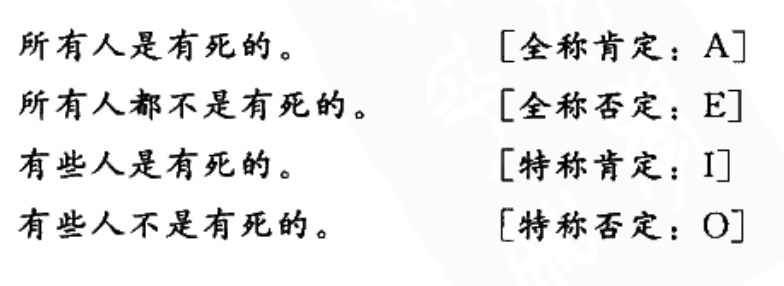 所有人是有死的。 [全称肯定：A]
所有人都不是有死的。 [全称否定：E]
有些人是有死的。 [特称肯定：I]
有些人不是有死的。 [特称否定：O]